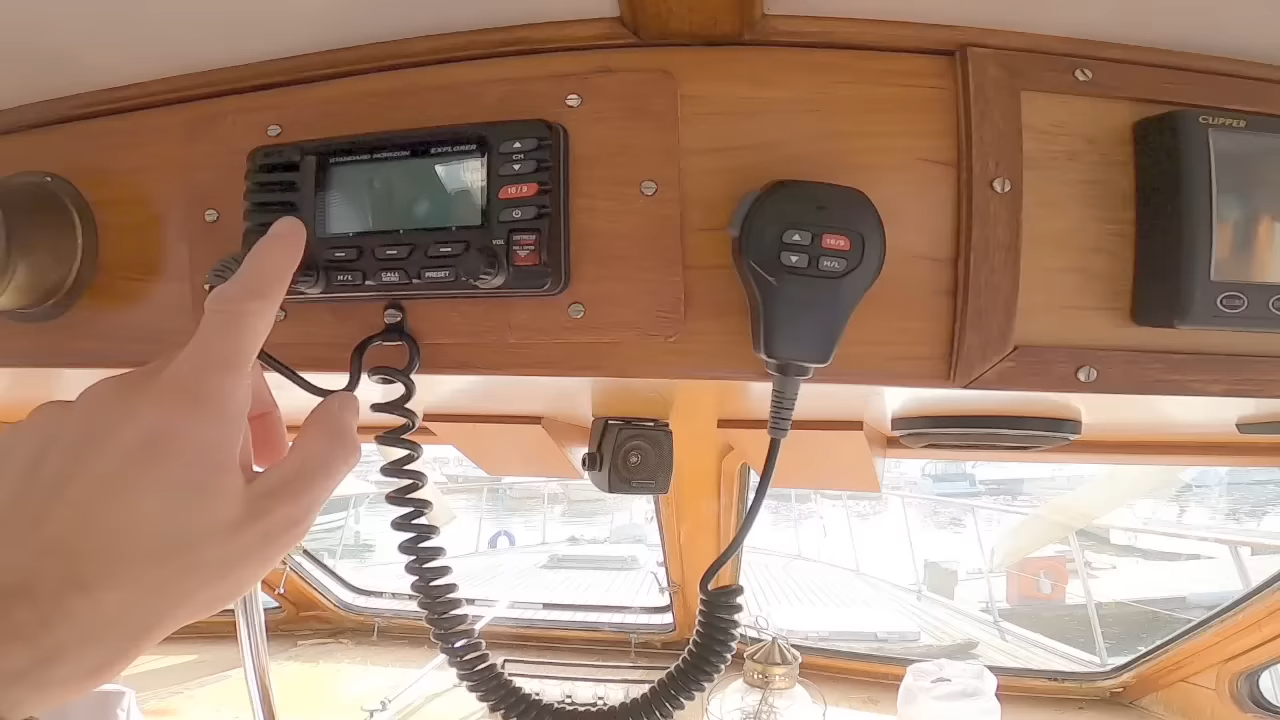 STANDARD HORIZON
EXPLORER
CH
16/9
VOL
DISTRESS
H/L
CALL
MENU
PRESET
16/9
H/L
CLIPPER